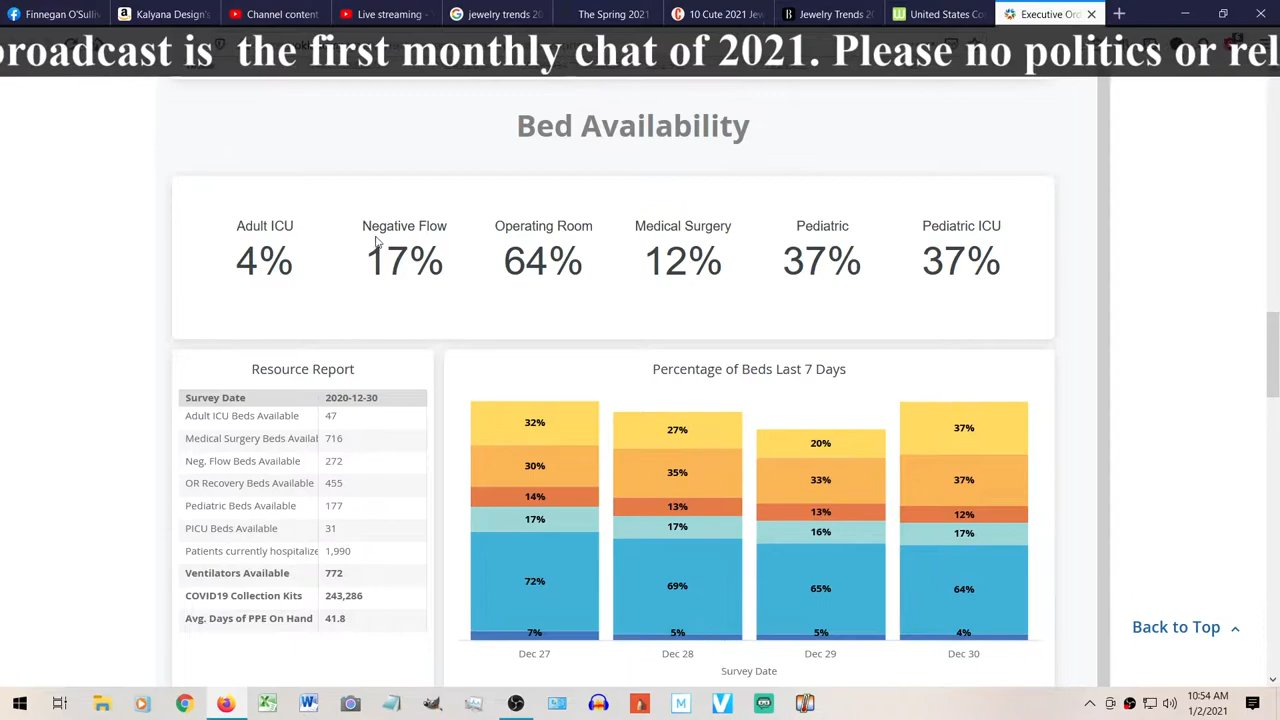 Finnegan O'Sulliv
Kalyana Design's
Channel content
Live streaming -
jewelry trends 20
The Spring 2021
10 Cute 2021 Jew
Jewelry Trends 20
United States Co
Executive Ord
roadcast is  the first monthly chat of 2021. Please no politics or rel
Bed Availability
Adult ICU
Negative Flow
Operating Room
Medical Surgery
Pediatric
Pediatric ICU
4%
17%
64%
12%
37%
37%
Resource Report
Survey Date 2020-12-30
Adult ICU Beds Available 47
Medical Surgery Beds Availal 716
Neg. Flow Beds Available 272
OR Recovery Beds Available 455
Pediatric Beds Available 177
PICU Beds Available 31
Patients currently hospitalize 1,990
Ventilators Available 772
COVID19 Collection Kits 243,286
Avg. Days of PPE On Hand 41.8
Percentage of Beds Last 7 Days
32% 27% 20% 37%
30% 35% 33% 37%
14% 13% 13% 12%
17% 17% 16% 17%
72% 69% 65% 64%
7% 5% 5% 4%
Dec 27 Dec 28 Dec 29 Dec 30
Survey Date
Back to Top
10:54 AM
1/2/2021